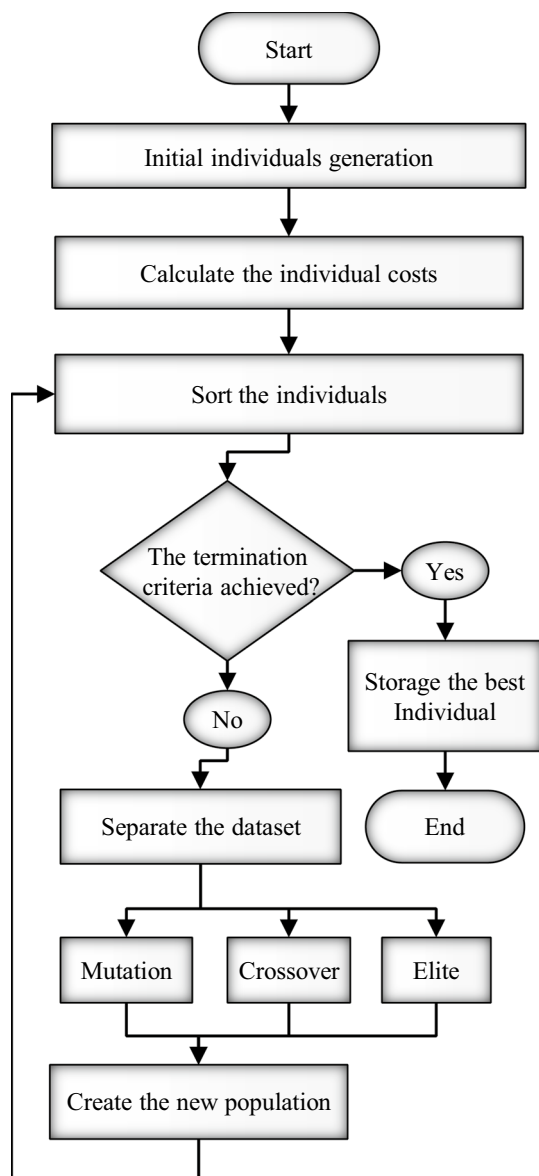 Start
Initial individuals generation
Calculate the individual costs
Sort the individuals
The termination
criteria achieved?
Yes
Storage the best
Individual
No
End
Separate the dataset
Mutation
Crossover
Elite
Create the new population